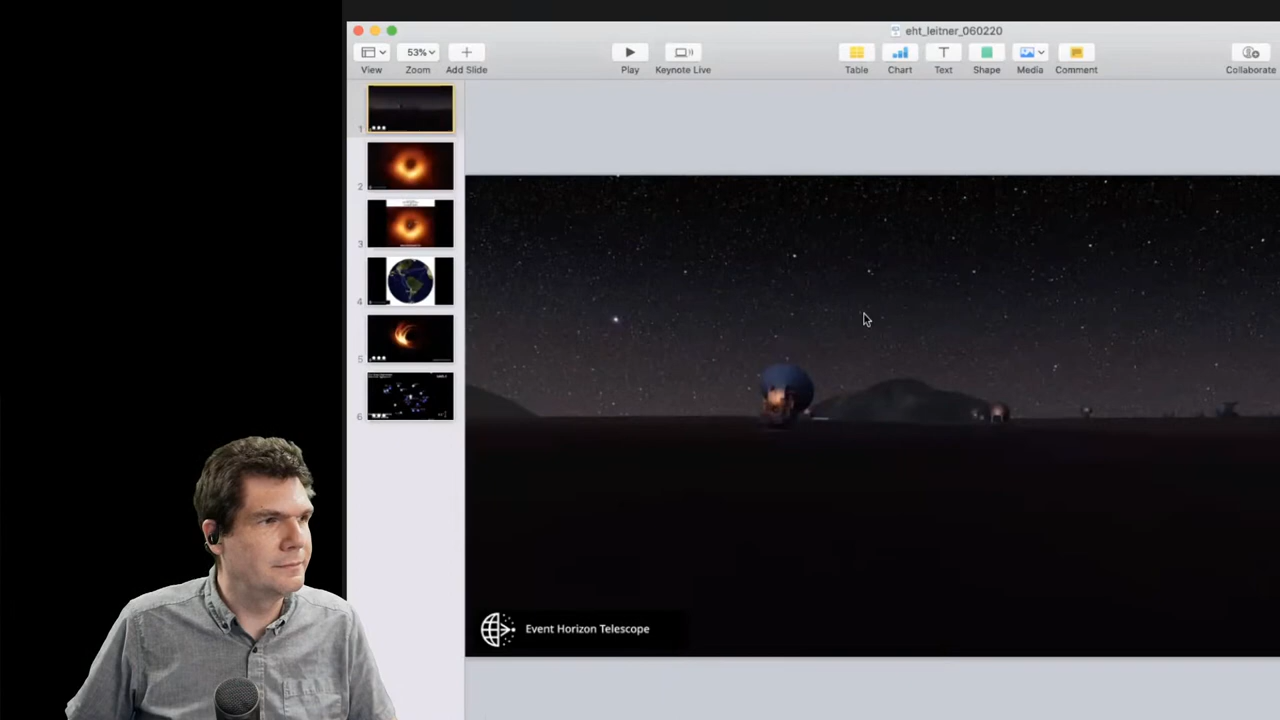 eht_leitner_060220
53%
View
Zoom
Add Slide
Play
Keynote Live
Table
Chart
Text
Shape
Media
Comment
Collaborate
1
2
3
4
5
6
Event Horizon Telescope